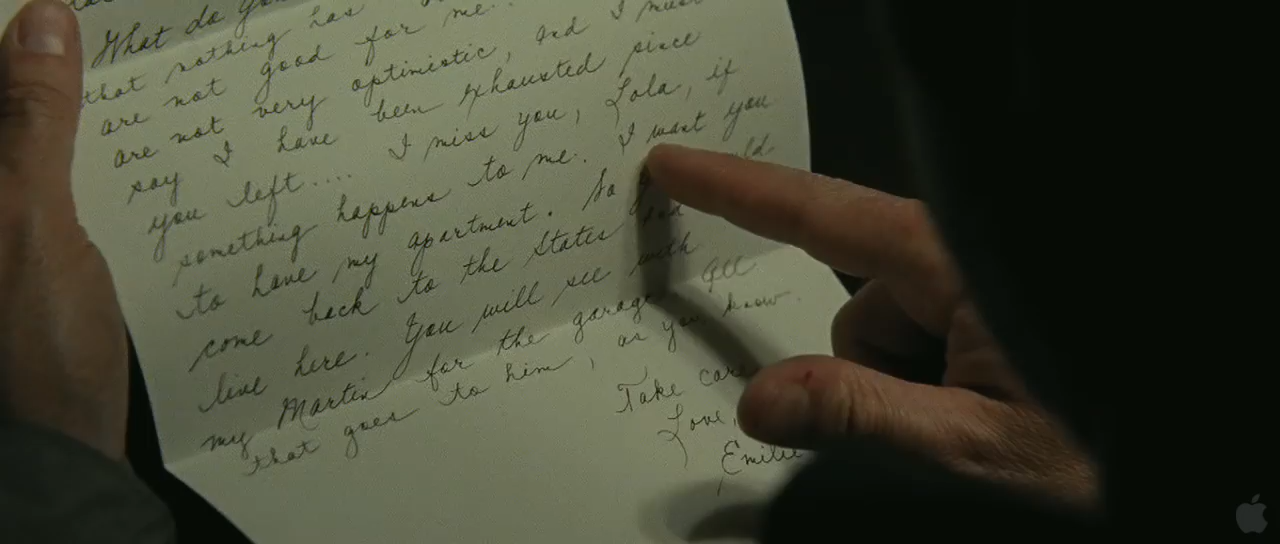 What do you
that nothing has
are not good for me..
are not very optimistic, and I must
say I have been exhausted since
you left.... I miss you, Lola, if
something happens to me. I want you
to have my apartment. So
come back to the States and
live here. You will see with
my Martin for the garage, all
that goes to him, as you know.
Take care
Love,
Emilie